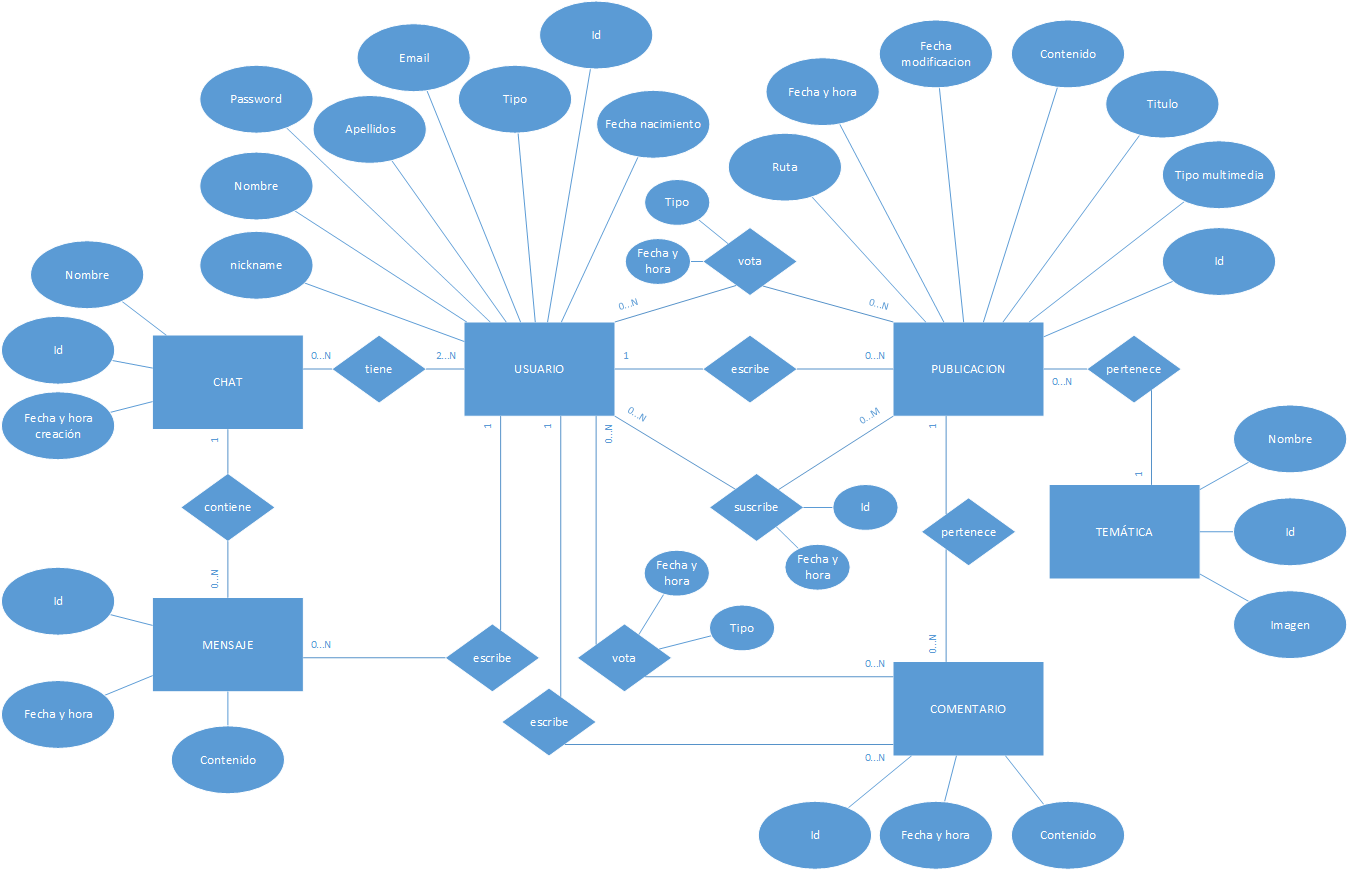 Id
Email
Fecha
modificacion
Contenido
Password
Tipo
Fecha y hora
Titulo
Apellidos
Fecha nacimiento
Ruta
Tipo multimedia
Nombre
Tipo
nickname
Fecha y
hora
vota
Id
Nombre
0...N
0...N
Id
0...N
tiene
2...N
USUARIO
1
escribe
0...N
PUBLICACION
0...N
pertenece
CHAT
Fecha y hora
creación
1
1
1
0...N
0...N
0...M
1
1
Nombre
contiene
suscribe
Id
pertenece
TEMÁTICA
Id
Fecha y
hora
Fecha y
hora
0...N
Id
Tipo
Imagen
MENSAJE
0...N
escribe
vota
0...N
0...N
Fecha y hora
escribe
COMENTARIO
0...N
Contenido
Id
Fecha y hora
Contenido